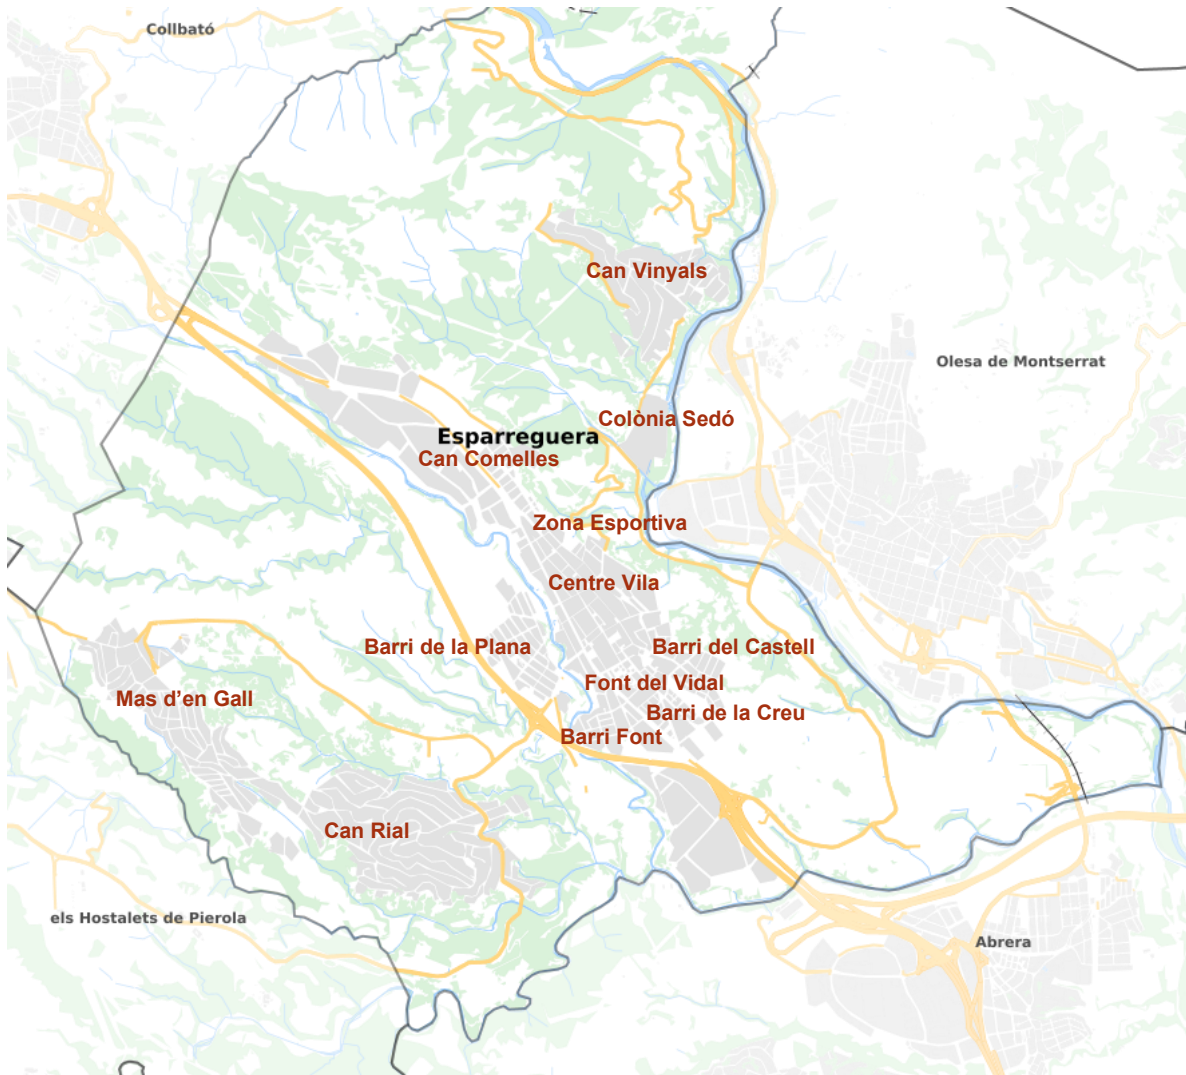 Collbató
Can Vinyals
Olesa de Montserrat
Colònia Sedó
Esparreguera
Can Comelles
Zona Esportiva
Centre Vila
Barri de la Plana
Barri del Castell
Font del Vidal
Mas d’en Gall
Barri de la Creu
Barri Font
Can Rial
els Hostalets de Pierola
Abrera